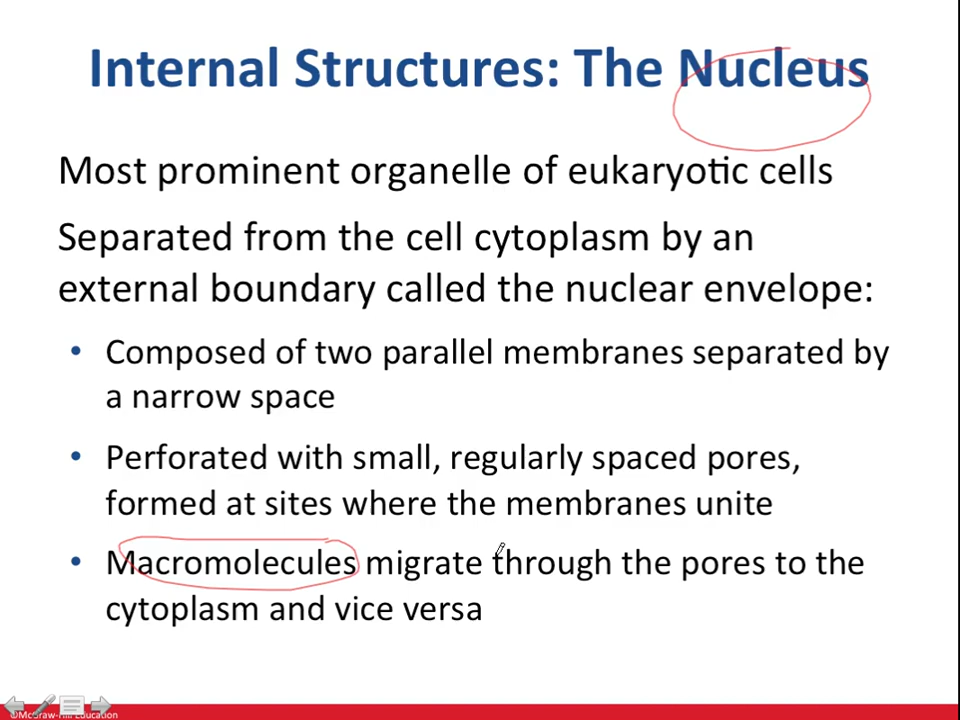 Internal Structures: The Nucleus
Most prominent organelle of eukaryotic cells
Separated from the cell cytoplasm by an
external boundary called the nuclear envelope:
• Composed of two parallel membranes separated by
a narrow space
• Perforated with small, regularly spaced pores,
formed at sites where the membranes unite
• Macromolecules migrate through the pores to the
cytoplasm and vice versa
©McGraw-Hill Education